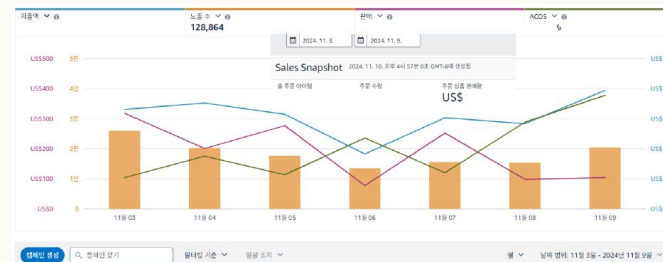 지출액 노출 수 판매 ACOS
128,864
2024. 11. 3. 2024. 11. 9.
Sales Snapshot 2024. 11. 10. 오후 4시 57분 0초 GMT-8에 생성됨
총 주문 아이템 주문 수량 주문 상품 판매량
US$
US$500 5만
US$400 4만 US$
US$300 3만 US$
US$200 2만 US$
US$100 1만 US$
US$0 0 US$
11월 03 11월 04 11월 05 11월 06 11월 07 11월 08 11월 09
캠페인 생성 캠페인 찾기 필터링 기준 일괄 조치 열 날짜 범위: 11월 3일 - 2024년 11월 9일